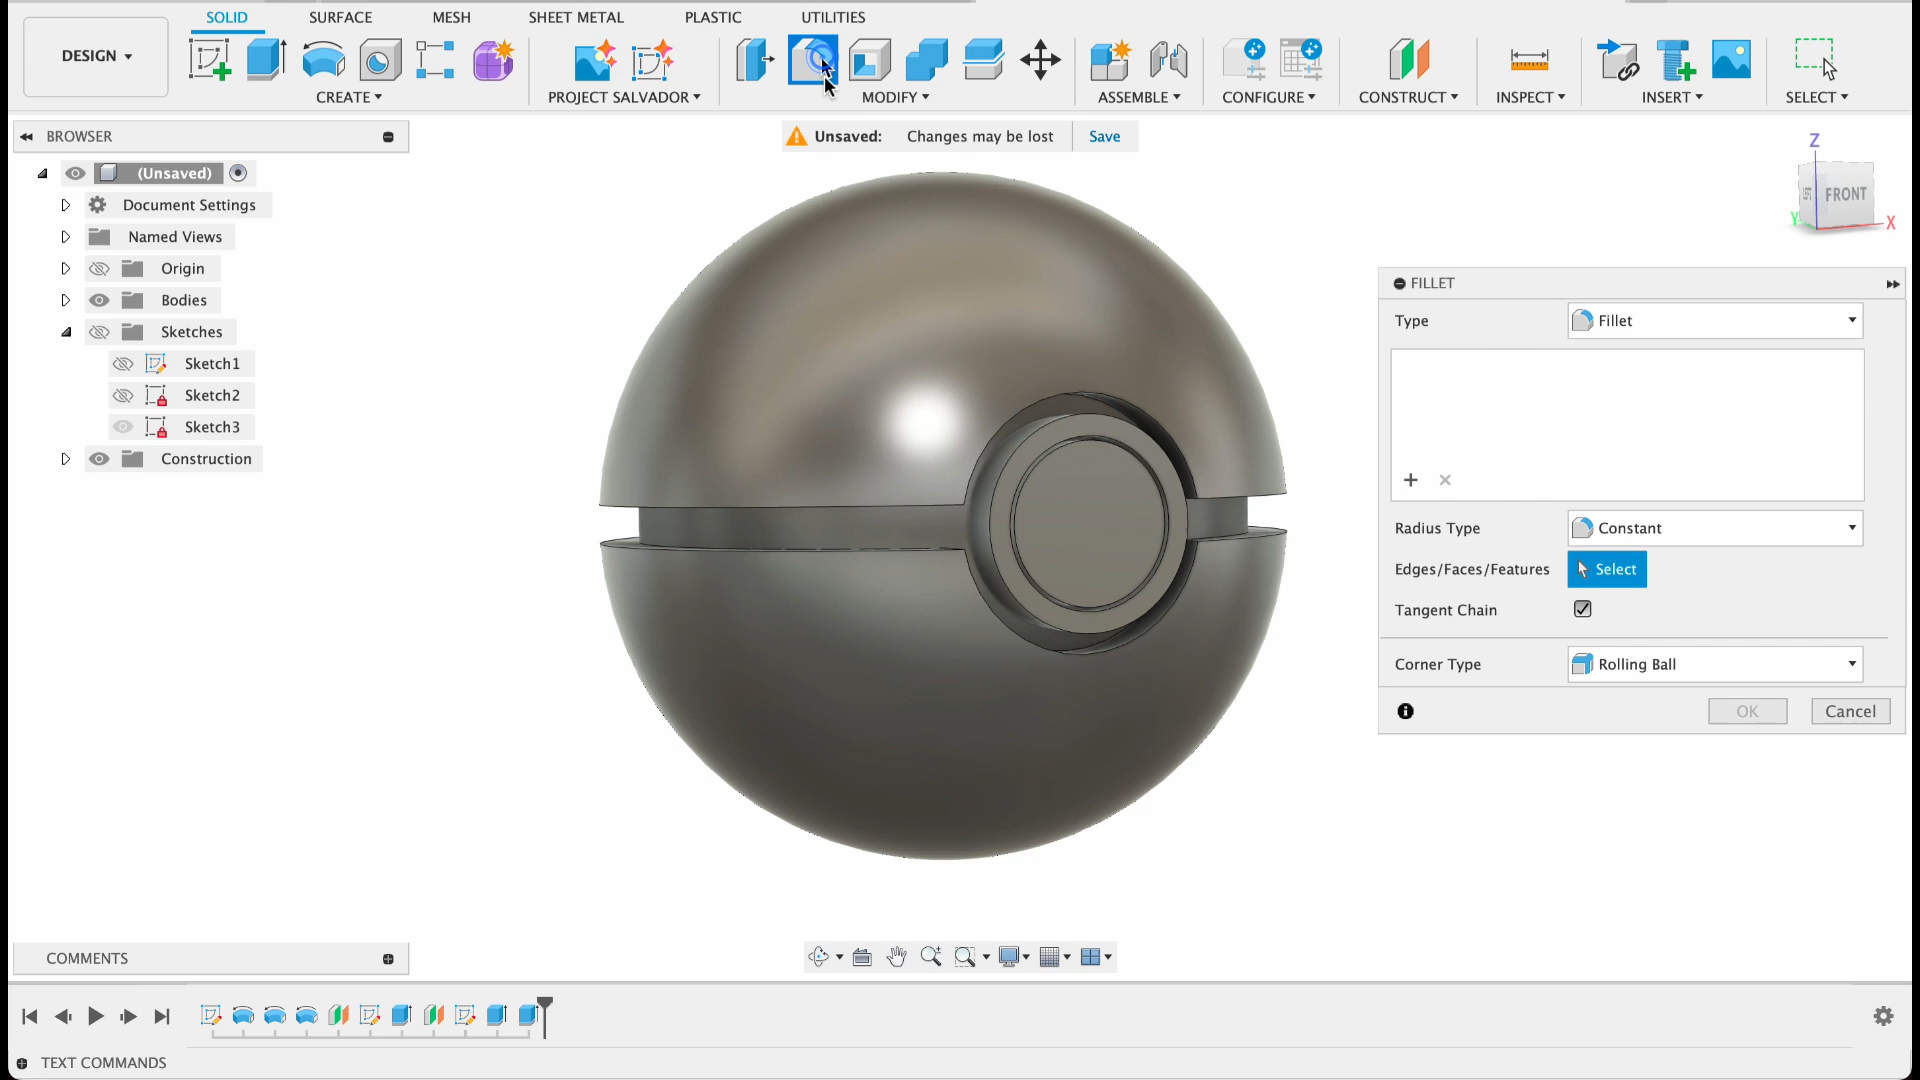 SOLID SURFACE MESH SHEET METAL PLASTIC UTILITIES
DESIGN
CREATE PROJECT SALVADOR MODIFY ASSEMBLE CONFIGURE CONSTRUCT INSPECT INSERT SELECT
BROWSER
Unsaved: Changes may be lost Save
(Unsaved)
Document Settings
Named Views
Origin
Bodies
Sketches
Sketch1
Sketch2
Sketch3
Construction
Z
FRONT
Y
X
FILLET
Type Fillet
Radius Type Constant
Edges/Faces/Features Select
Tangent Chain
Corner Type Rolling Ball
OK Cancel
COMMENTS
TEXT COMMANDS